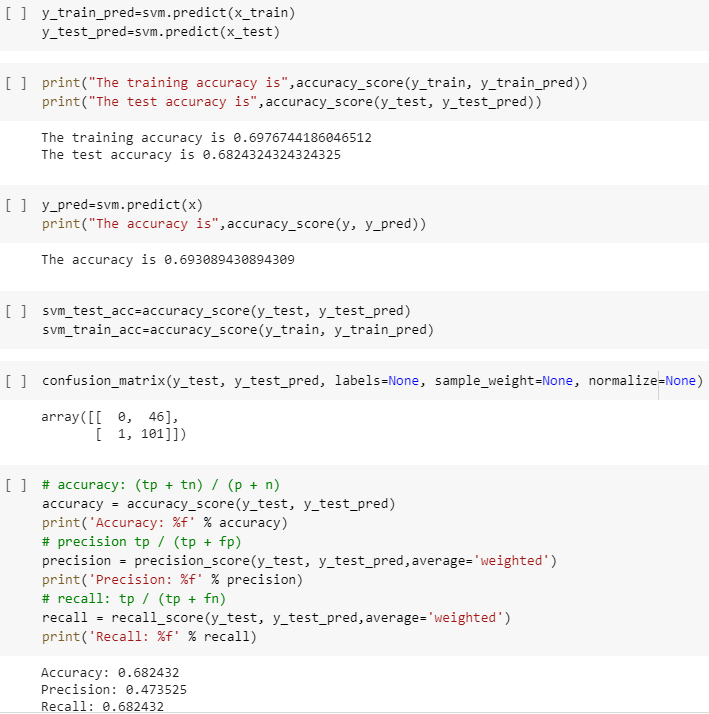 [ ] y_train_pred=svm.predict(x_train)
y_test_pred=svm.predict(x_test)
[ ] print("The training accuracy is",accuracy_score(y_train, y_train_pred))
print("The test accuracy is",accuracy_score(y_test, y_test_pred))
The training accuracy is 0.6976744186046512
The test accuracy is 0.6824324324324325
[ ] y_pred=svm.predict(x)
print("The accuracy is",accuracy_score(y, y_pred))
The accuracy is 0.693089430894309
[ ] svm_test_acc=accuracy_score(y_test, y_test_pred)
svm_train_acc=accuracy_score(y_train, y_train_pred)
[ ] confusion_matrix(y_test, y_test_pred, labels=None, sample_weight=None, normalize=None)
array([[  0,  46],
[  1, 101]])
[ ] # accuracy: (tp + tn) / (p + n)
accuracy = accuracy_score(y_test, y_test_pred)
print('Accuracy: %f' % accuracy)
# precision tp / (tp + fp)
precision = precision_score(y_test, y_test_pred,average='weighted')
print('Precision: %f' % precision)
# recall: tp / (tp + fn)
recall = recall_score(y_test, y_test_pred,average='weighted')
print('Recall: %f' % recall)
Accuracy: 0.682432
Precision: 0.473525
Recall: 0.682432